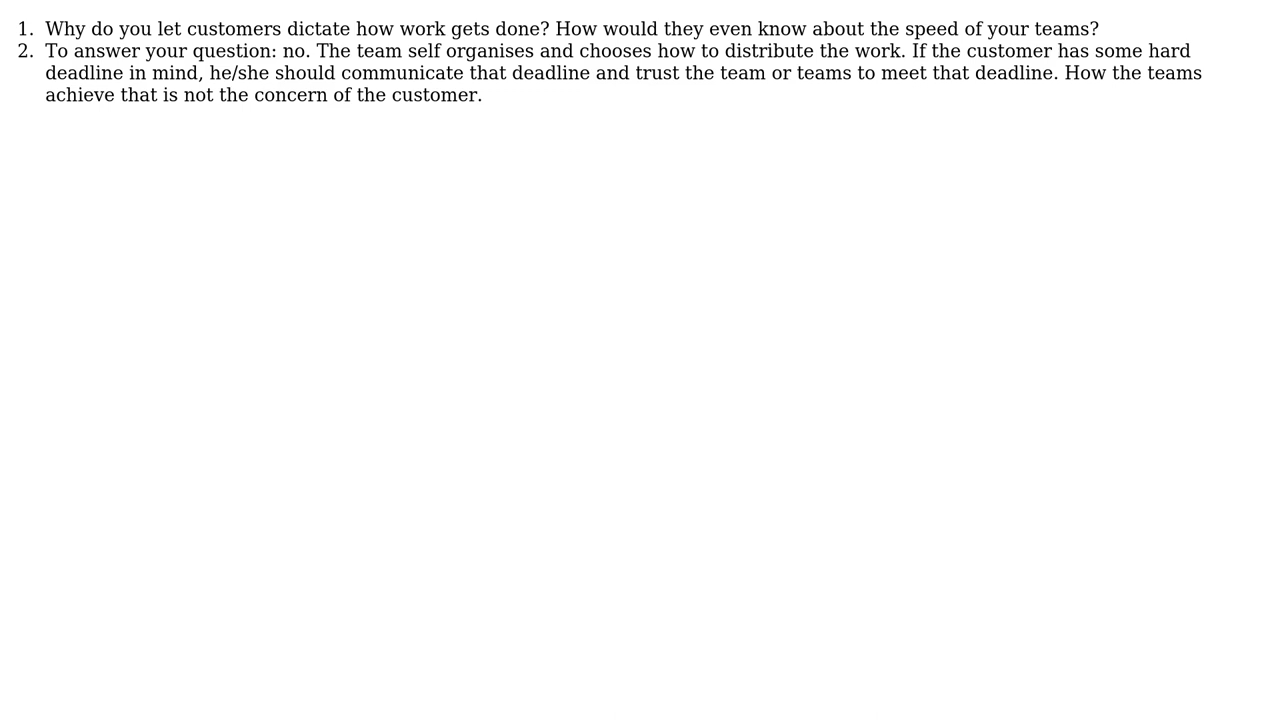 1. Why do you let customers dictate how work gets done? How would they even know about the speed of your teams?
2. To answer your question: no. The team self organises and chooses how to distribute the work. If the customer has some hard
deadline in mind, he/she should communicate that deadline and trust the team or teams to meet that deadline. How the teams
achieve that is not the concern of the customer.